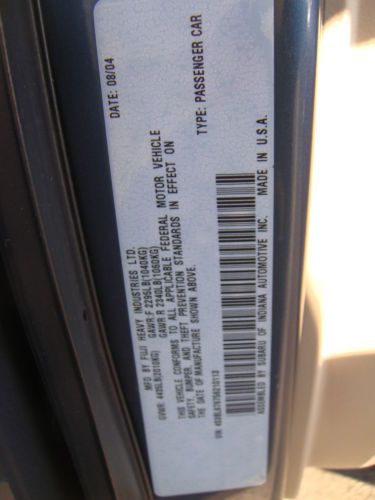 MFD. BY FUJI HEAVY INDUSTRIES LTD. DATE: 08/04
GVWR: 4435LB(2010KG) GAWR F 2295LB(1040KG)
GAWR R 2340LB(1060KG)
THIS VEHICLE CONFORMS TO ALL APPLICABLE FEDERAL MOTOR VEHICLE
SAFETY, BUMPER, AND THEFT PREVENTION STANDARDS IN EFFECT ON
DATE OF MANUFACTURE SHOWN ABOVE.
VIN: TYPE: PASSENGER CAR
ASSEMBLED BY SUBARU OF INDIANA AUTOMOTIVE INC. MADE IN U.S.A.